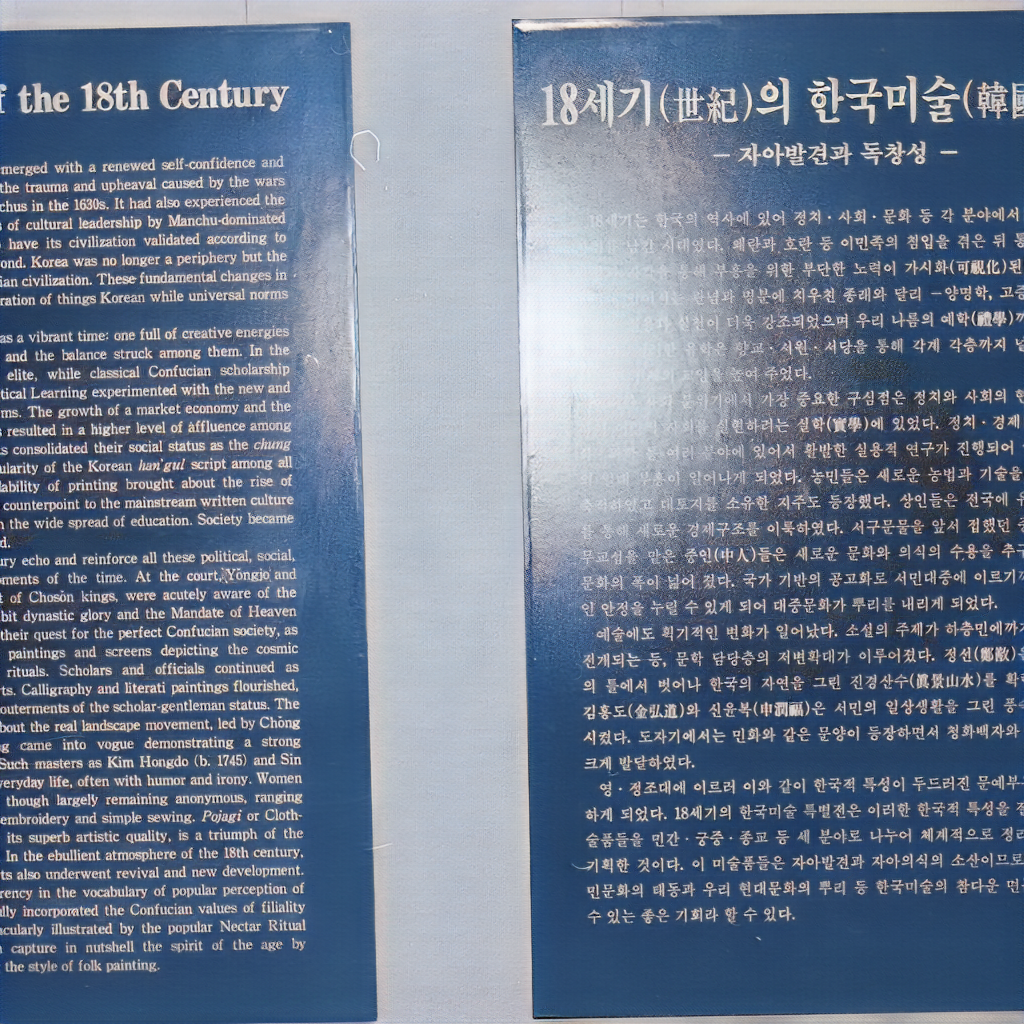 the 18th Century
merged with a renewed self-confidence and
the trauma and upheaval caused by the wars
chus in the 1630s. It had also experienced the
of cultural leadership by Manchu-dominated
have its civilization validated according to
ond. Korea was no longer a periphery but the
ian civilization. These fundamental changes in
ration of things Korean while universal norms
as a vibrant time: one full of creative energies
and the balance struck among them. In the
elite, while classical Confucian scholarship
tical Learning experimented with the new and
ms. The growth of a market economy and the
resulted in a higher level of affluence among
s consolidated their social status as the chung
ularity of the Korean han'gul script among all
lability of printing brought about the rise of
counterpoint to the mainstream written culture
the wide spread of education. Society became
d.
ry echo and reinforce all these political, social,
ments of the time. At the court, Yŏngjo and
of Chosŏn kings, were acutely aware of the
bit dynastic glory and the Mandate of Heaven
their quest for the perfect Confucian society, as
paintings and screens depicting the cosmic
rituals. Scholars and officials continued as
ts. Calligraphy and literati paintings flourished,
outerments of the scholar-gentleman status. The
bout the real landscape movement, led by Chŏng
g came into vogue demonstrating a strong
Such masters as Kim Hongdo (b. 1745) and Sin
veryday life, often with humor and irony. Women
though largely remaining anonymous, ranging
embroidery and simple sewing. Pojagi or Cloth-
its superb artistic quality, is a triumph of the
In the ebullient atmosphere of the 18th century,
ts also underwent revival and new development.
rency in the vocabulary of popular perception of
lly incorporated the Confucian values of filiality
cularly illustrated by the popular Nectar Ritual
capture in nutshell the spirit of the age by
the style of folk painting.
18세기(世紀)의 한국미술(韓國
– 자아발견과 독창성 –
18세기는 한국의 역사에 있어 정치·사회·문화 등 각 분야에서
시대였다. 왜란과 호란 등 이민족의 침입을 겪은 뒤
부흥을 위한 부단한 노력이 가시화(可視化)된
관념과 명분에 치우친 종래와 달리 –양명학, 고증
실천이 더욱 강조되었으며 우리 나름의 예학(禮學)
유학은 향교·서원·서당을 통해 각계 각층까지
높여 주었다.
분위기에서 가장 중요한 구심점은 정치와 사회의
실현하려는 실학(實學)에 있었다. 정치·경제
등 여러 분야에 있어서 활발한 실용적 연구가 진행되어
일어나게 되었다. 농민들은 새로운 농법과 기술을
축적하였고 대토지를 소유한 지주도 등장했다. 상인들은 전국에
를 통해 새로운 경제구조를 이룩하였다. 서구문물을 앞서 접했던
무교섭을 맡은 중인(中人)들은 새로운 문화와 의식의 수용을 추구
문화의 폭이 넓어 졌다. 국가 기반의 공고화로 서민대중에 이르기
인 안정을 누릴 수 있게 되어 대중문화가 뿌리를 내리게 되었다.
예술에도 획기적인 변화가 일어났다. 소설의 주제가 하층민에까지
전개되는 등, 문학 담당층의 저변확대가 이루어졌다. 정선(鄭敾)은
의 틀에서 벗어나 한국의 자연을 그린 진경산수(眞景山水)를
김홍도(金弘道)와 신윤복(申潤福)은 서민의 일상생활을 그린
시켰다. 도자기에서는 민화와 같은 문양이 등장하면서 청화백자와
크게 발달하였다.
영·정조대에 이르러 이와 같이 한국적 특성이 두드러진 문예부
하게 되었다. 18세기의 한국미술 특별전은 이러한 한국적 특성을
술품들을 민간·궁중·종교 등 세 분야로 나누어 체계적으로 정리
기획한 것이다. 이 미술품들은 자아발견과 자아의식의 소산이므로
민문화의 태동과 우리 현대문화의 뿌리 등 한국미술의 참다운
수 있는 좋은 기회라 할 수 있다.